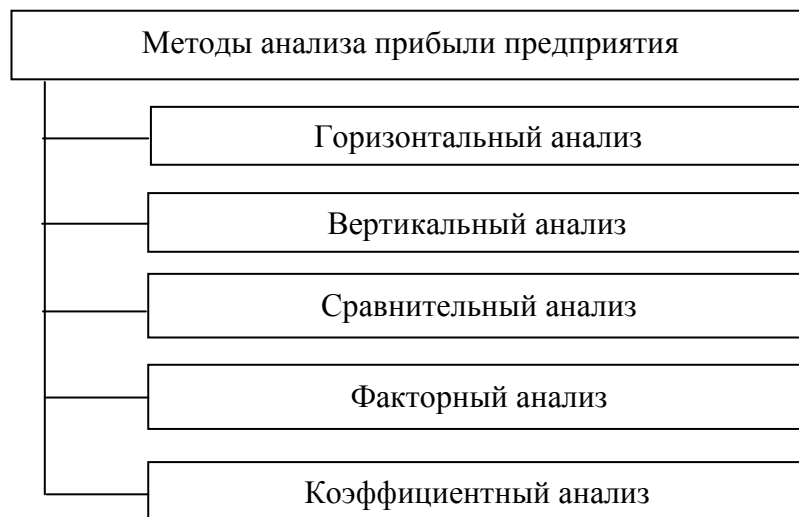 Методы анализа прибыли предприятия
Горизонтальный анализ
Вертикальный анализ
Сравнительный анализ
Факторный анализ
Коэффициентный анализ